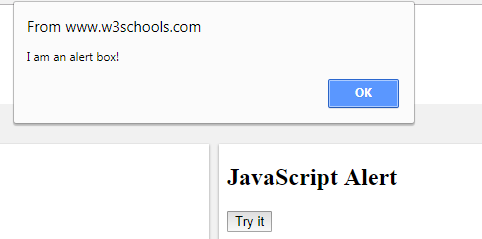 From www.w3schools.com
I am an alert box!
OK
JavaScript Alert
Try it